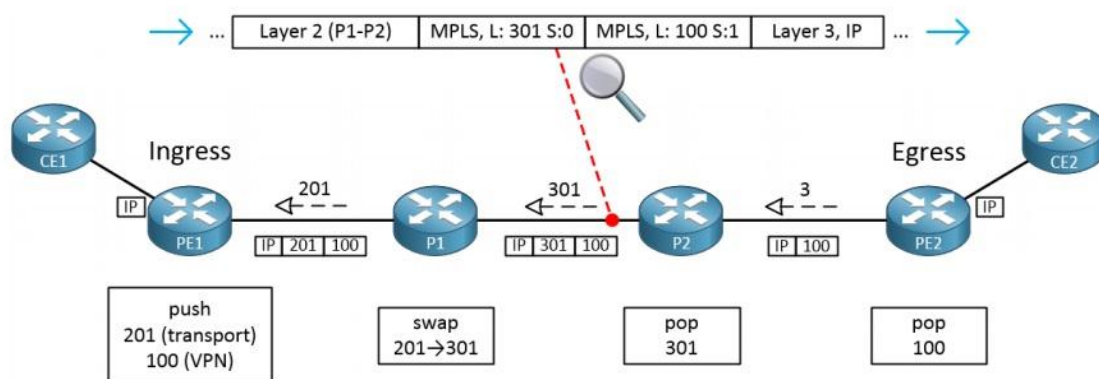 ... Layer 2 (P1-P2) MPLS, L: 301 S:0 MPLS, L: 100 S:1 Layer 3, IP ...
CE1
Ingress
Egress
CE2
IP
201
301
3
IP
PE1
P1
P2
PE2
IP 201 100
IP 301 100
IP 100
push
201 (transport)
100 (VPN)
swap
201→301
pop
301
pop
100